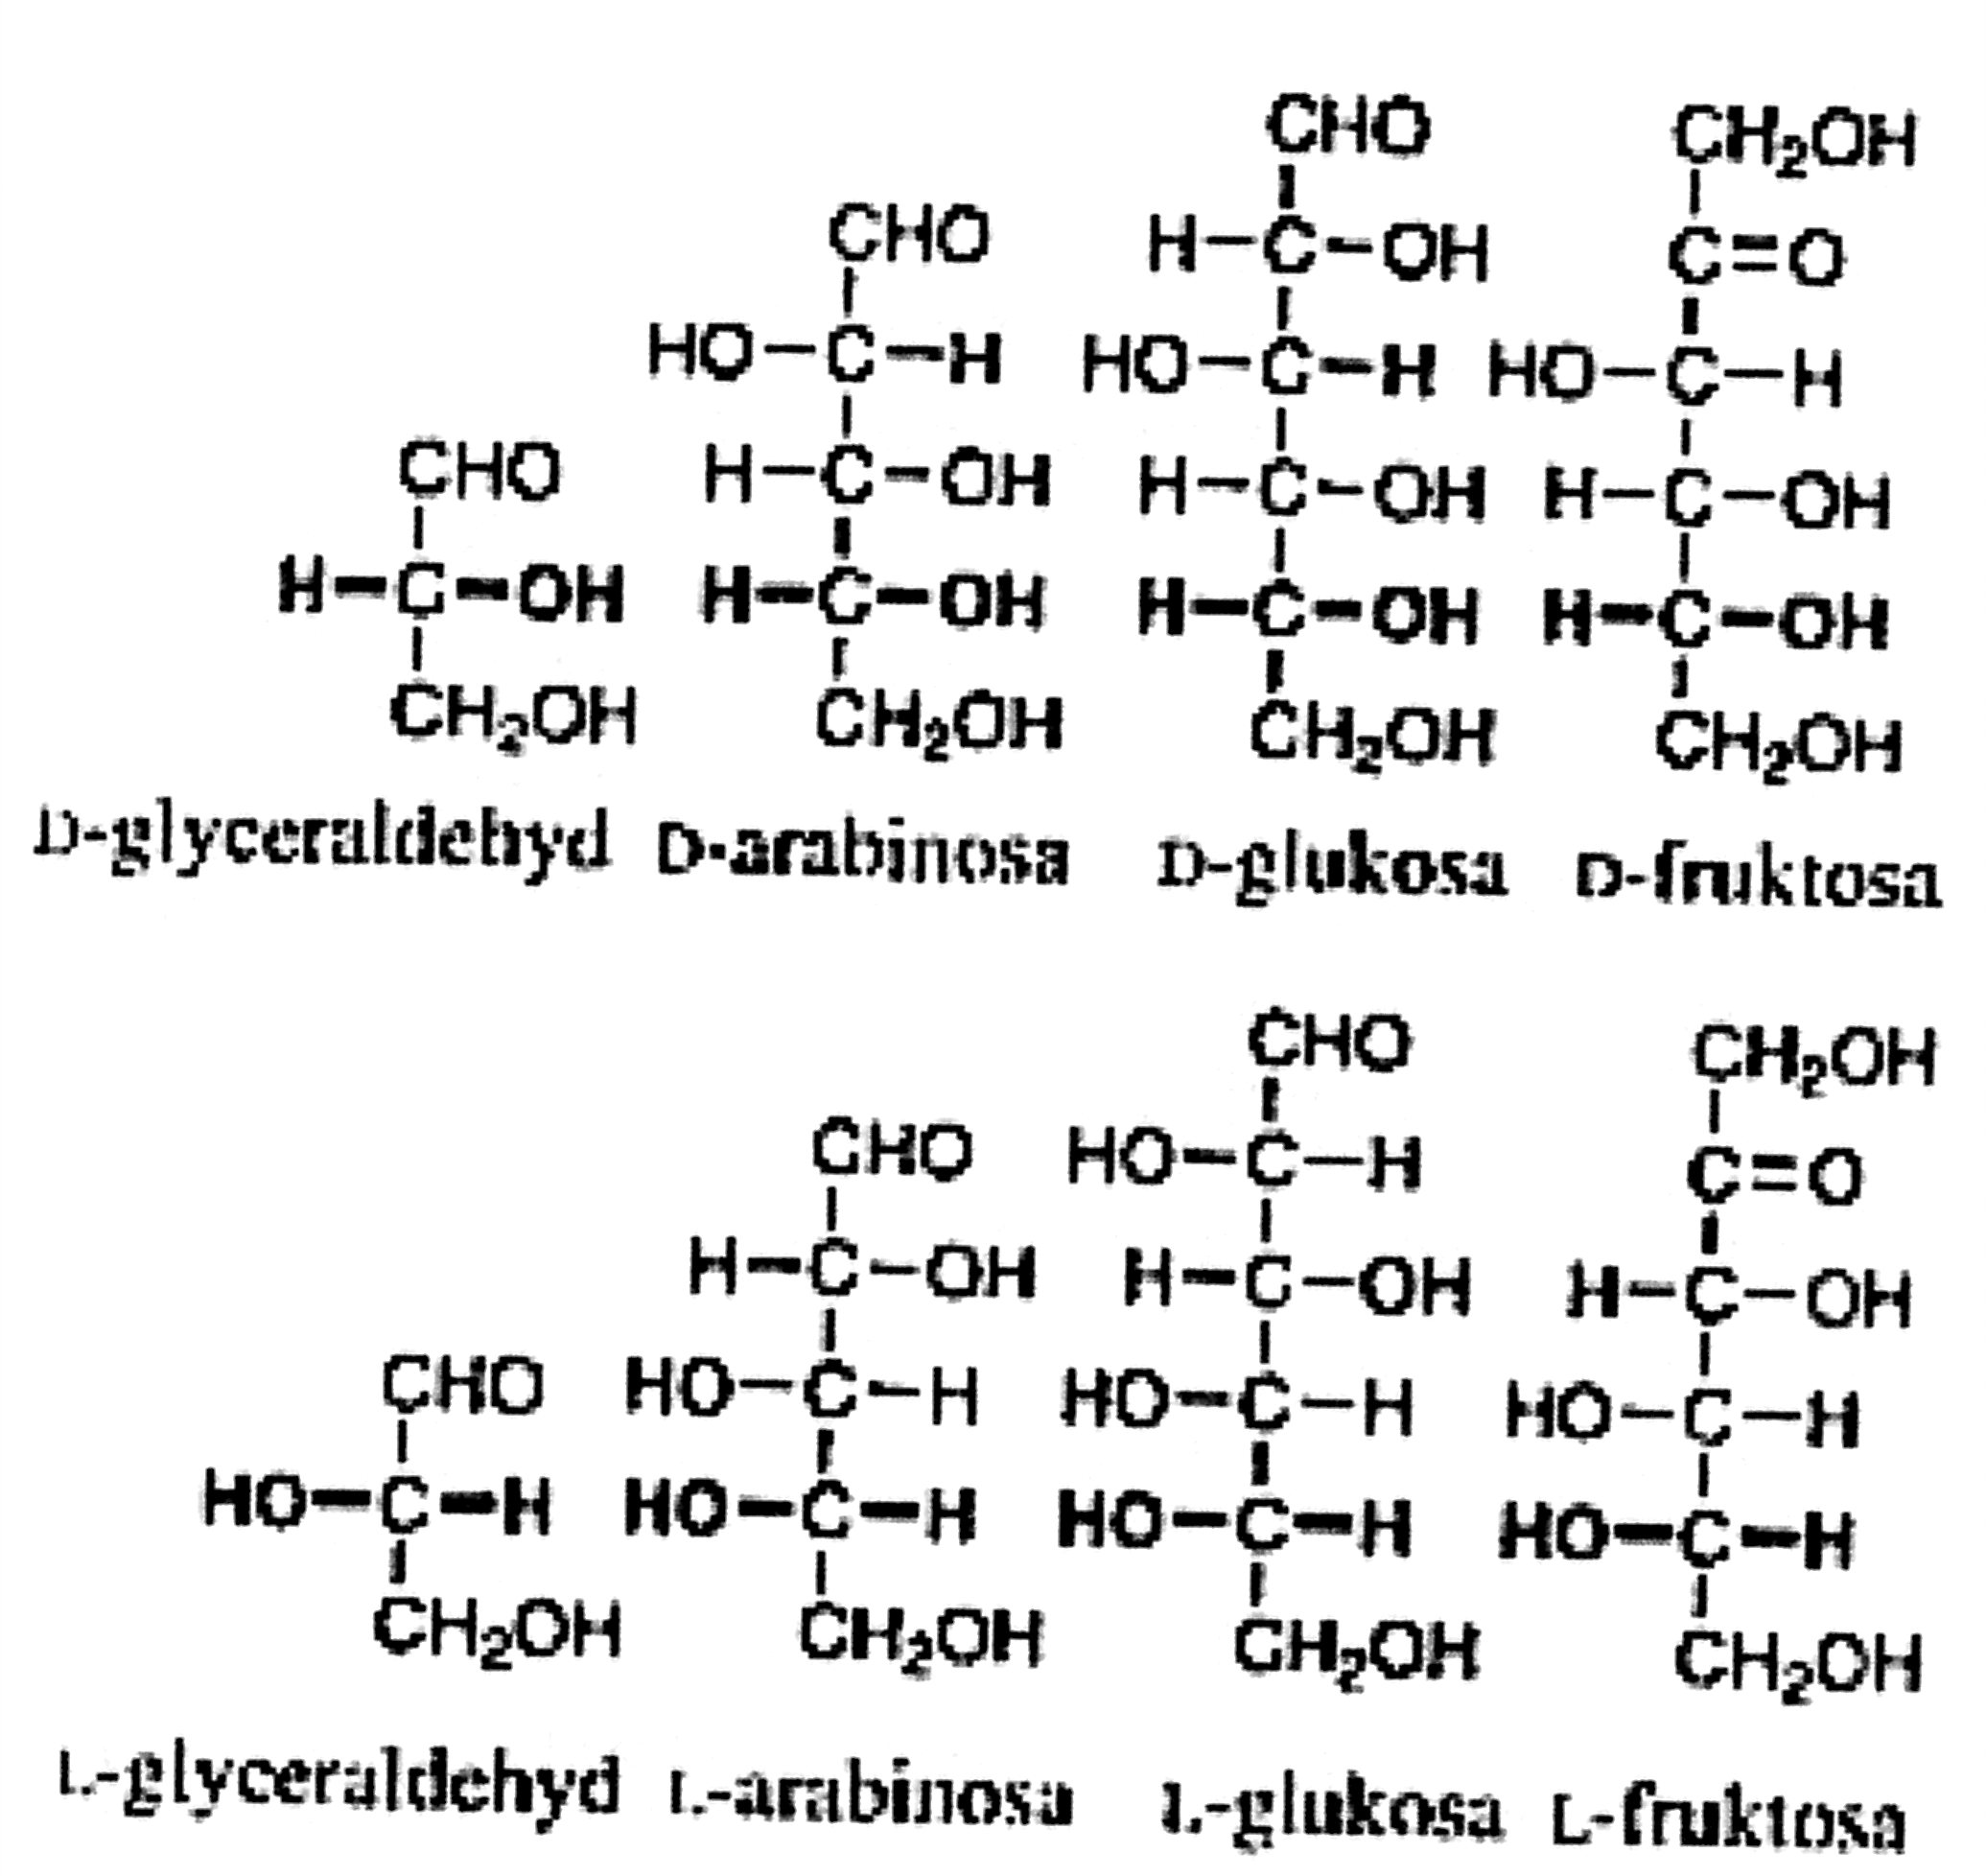 CHO CH₂OH
CHO H–C–OH C=O
HO–C–H HO–C–H HO–C–H
CHO H–C–OH H–C–OH H–C–OH
H–C–OH H–C–OH H–C–OH H–C–OH
CH₂OH CH₂OH CH₂OH CH₂OH
D-glyceraldehyd D-arabinosa D-glukosa D-fruktosa
CHO CH₂OH
CHO HO–C–H C=O
H–C–OH H–C–OH H–C–OH
CHO HO–C–H HO–C–H HO–C–H
HO–C–H HO–C–H HO–C–H HO–C–H
CH₂OH CH₂OH CH₂OH CH₂OH
L-glyceraldehyd L-arabinosa L-glukosa L-fruktosa